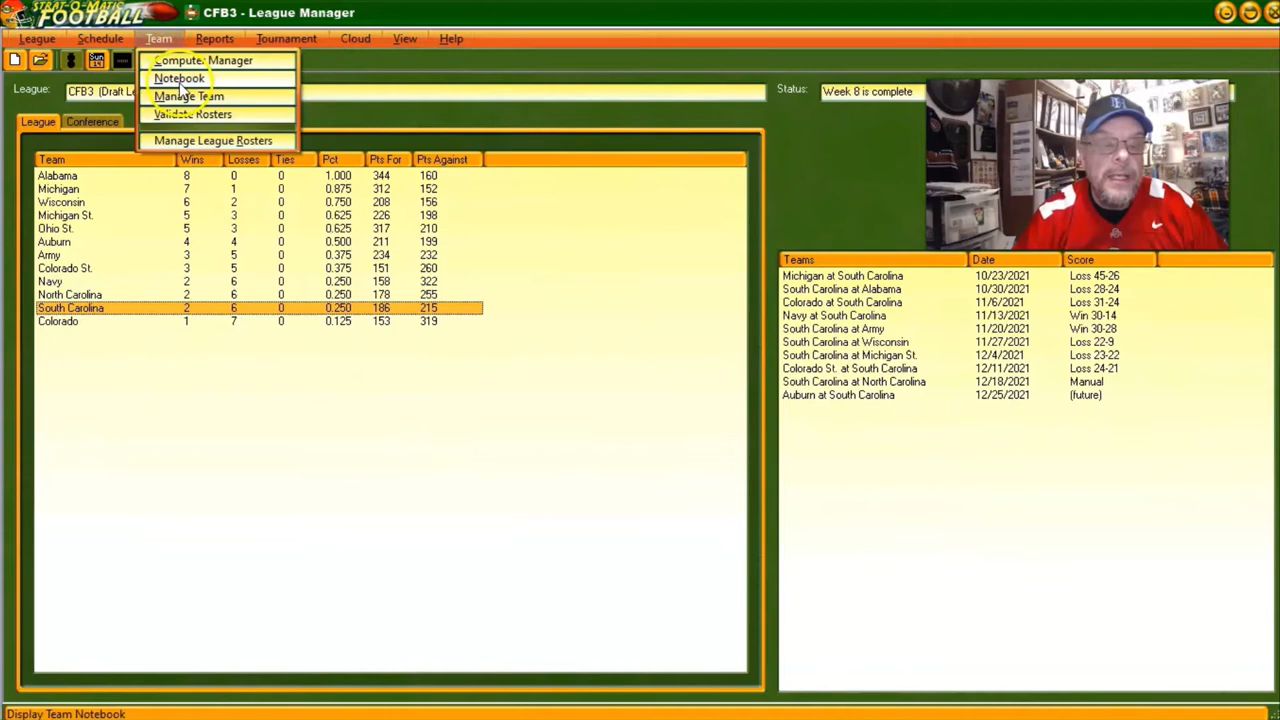 STRAT-O-MATIC
FOOTBALL
CFB3 - League Manager
League Schedule Team Reports Tournament Cloud View Help
Computer Manager
Notebook
Manage Team
Validate Rosters
Manage League Rosters
League: CFB3 (Draft Le
Status: Week 8 is complete
League Conference
Team Wins Losses Ties Pct Pts For Pts Against
Alabama 8 0 0 1.000 344 160
Michigan 7 1 0 0.875 312 152
Wisconsin 6 2 0 0.750 208 156
Michigan St. 5 3 0 0.625 226 198
Ohio St. 5 3 0 0.625 317 210
Auburn 4 4 0 0.500 211 199
Army 3 5 0 0.375 234 232
Colorado St. 3 5 0 0.375 151 260
Navy 2 6 0 0.250 158 322
North Carolina 2 6 0 0.250 178 255
South Carolina 2 6 0 0.250 186 215
Colorado 1 7 0 0.125 153 319
Teams Date Score
Michigan at South Carolina 10/23/2021 Loss 45-26
South Carolina at Alabama 10/30/2021 Loss 28-24
Colorado at South Carolina 11/6/2021 Loss 31-24
Navy at South Carolina 11/13/2021 Win 30-14
South Carolina at Army 11/20/2021 Win 30-28
South Carolina at Wisconsin 11/27/2021 Loss 22-9
South Carolina at Michigan St. 12/4/2021 Loss 23-22
Colorado St. at South Carolina 12/11/2021 Loss 24-21
South Carolina at North Carolina 12/18/2021 Manual
Auburn at South Carolina 12/25/2021 (future)
Display Team Notebook